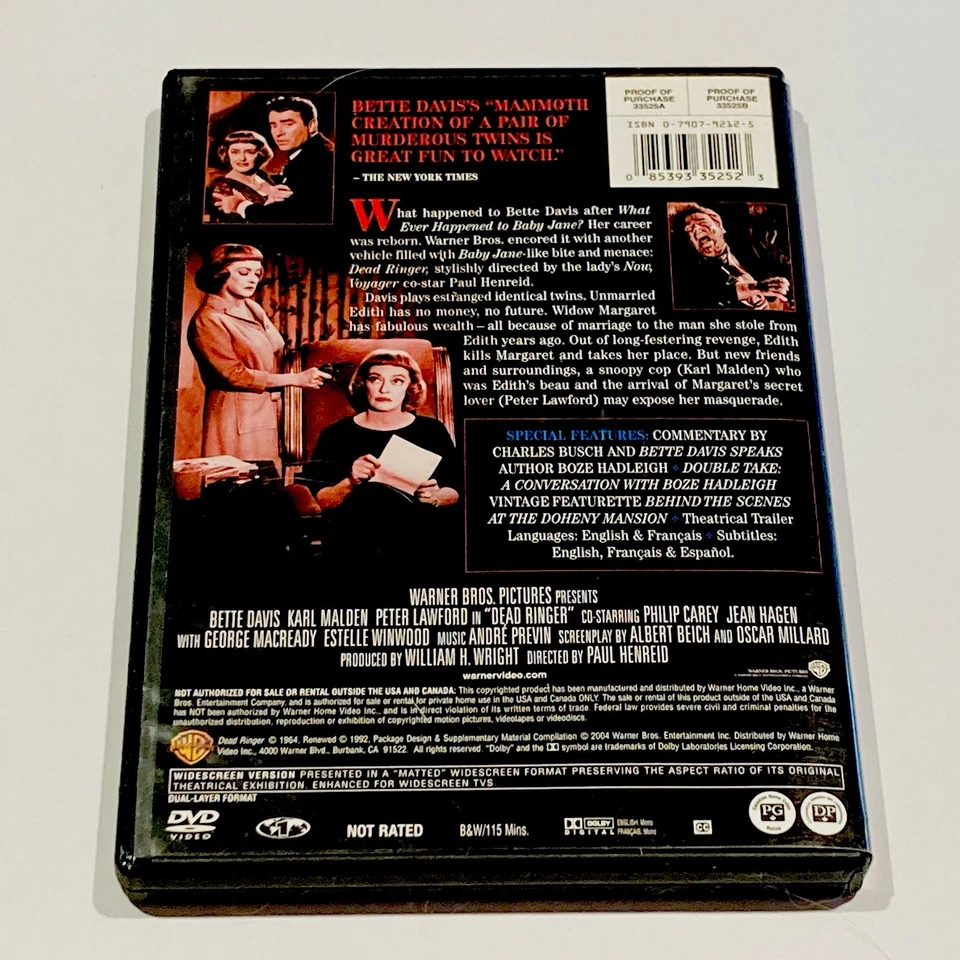 BETTE DAVIS'S "MAMMOTH
CREATION OF A PAIR OF
MURDEROUS TWINS IS
GREAT FUN TO WATCH."
– THE NEW YORK TIMES
PROOF OF PURCHASE 33525A
PROOF OF PURCHASE 33525B
ISBN 0-7907-9212-5
0 85393 35252 3
What happened to Bette Davis after What
Ever Happened to Baby Jane? Her career
was reborn. Warner Bros. encored it with another
vehicle filled with Baby Jane-like bite and menace:
Dead Ringer, stylishly directed by the lady's Now,
Voyager co-star Paul Henreid.
Davis plays estranged identical twins. Unmarried
Edith has no money, no future. Widow Margaret
has fabulous wealth – all because of marriage to the man she stole from
Edith years ago. Out of long-festering revenge, Edith
kills Margaret and takes her place. But new friends
and surroundings, a snoopy cop (Karl Malden) who
was Edith's beau and the arrival of Margaret's secret
lover (Peter Lawford) may expose her masquerade.
SPECIAL FEATURES: COMMENTARY BY
CHARLES BUSCH AND BETTE DAVIS SPEAKS
AUTHOR BOZE HADLEIGH + DOUBLE TAKE:
A CONVERSATION WITH BOZE HADLEIGH
VINTAGE FEATURETTE BEHIND THE SCENES
AT THE DOHENY MANSION + Theatrical Trailer
Languages: English & Français + Subtitles:
English, Français & Español.
WARNER BROS. PICTURES PRESENTS
BETTE DAVIS KARL MALDEN PETER LAWFORD IN "DEAD RINGER" CO-STARRING PHILIP CAREY JEAN HAGEN
WITH GEORGE MACREADY ESTELLE WINWOOD MUSIC ANDRÉ PREVIN SCREENPLAY BY ALBERT BEICH AND OSCAR MILLARD
PRODUCED BY WILLIAM H. WRIGHT DIRECTED BY PAUL HENREID
warnervideo.com
WARNER BROS. PICTURES
NOT AUTHORIZED FOR SALE OR RENTAL OUTSIDE THE USA AND CANADA: This copyrighted product has been manufactured and distributed by Warner Home Video Inc., a Warner
Bros. Entertainment Company, and is authorized for sale or rental for private home use in the USA and Canada ONLY. The sale or rental of this product outside of the USA and Canada
has NOT been authorized by Warner Home Video Inc., and is in direct violation of its written terms of trade. Federal law provides severe civil and criminal penalties for the
unauthorized distribution, reproduction or exhibition of copyrighted motion pictures, videotapes or videodiscs.
WB Dead Ringer © 1964, Renewed © 1992, Package Design & Supplementary Material Compilation © 2004 Warner Bros. Entertainment Inc. Distributed by Warner Home
Video Inc., 4000 Warner Blvd., Burbank, CA 91522. All rights reserved. "Dolby" and the symbol are trademarks of Dolby Laboratories Licensing Corporation.
WIDESCREEN VERSION PRESENTED IN A "MATTED" WIDESCREEN FORMAT PRESERVING THE ASPECT RATIO OF ITS ORIGINAL
THEATRICAL EXHIBITION. ENHANCED FOR WIDESCREEN TVS
DUAL-LAYER FORMAT
DVD VIDEO
1
NOT RATED
B&W/115 Mins.
DOLBY DIGITAL
ENGLISH: Mono
FRANÇAIS: Mono
CC
PG
DP